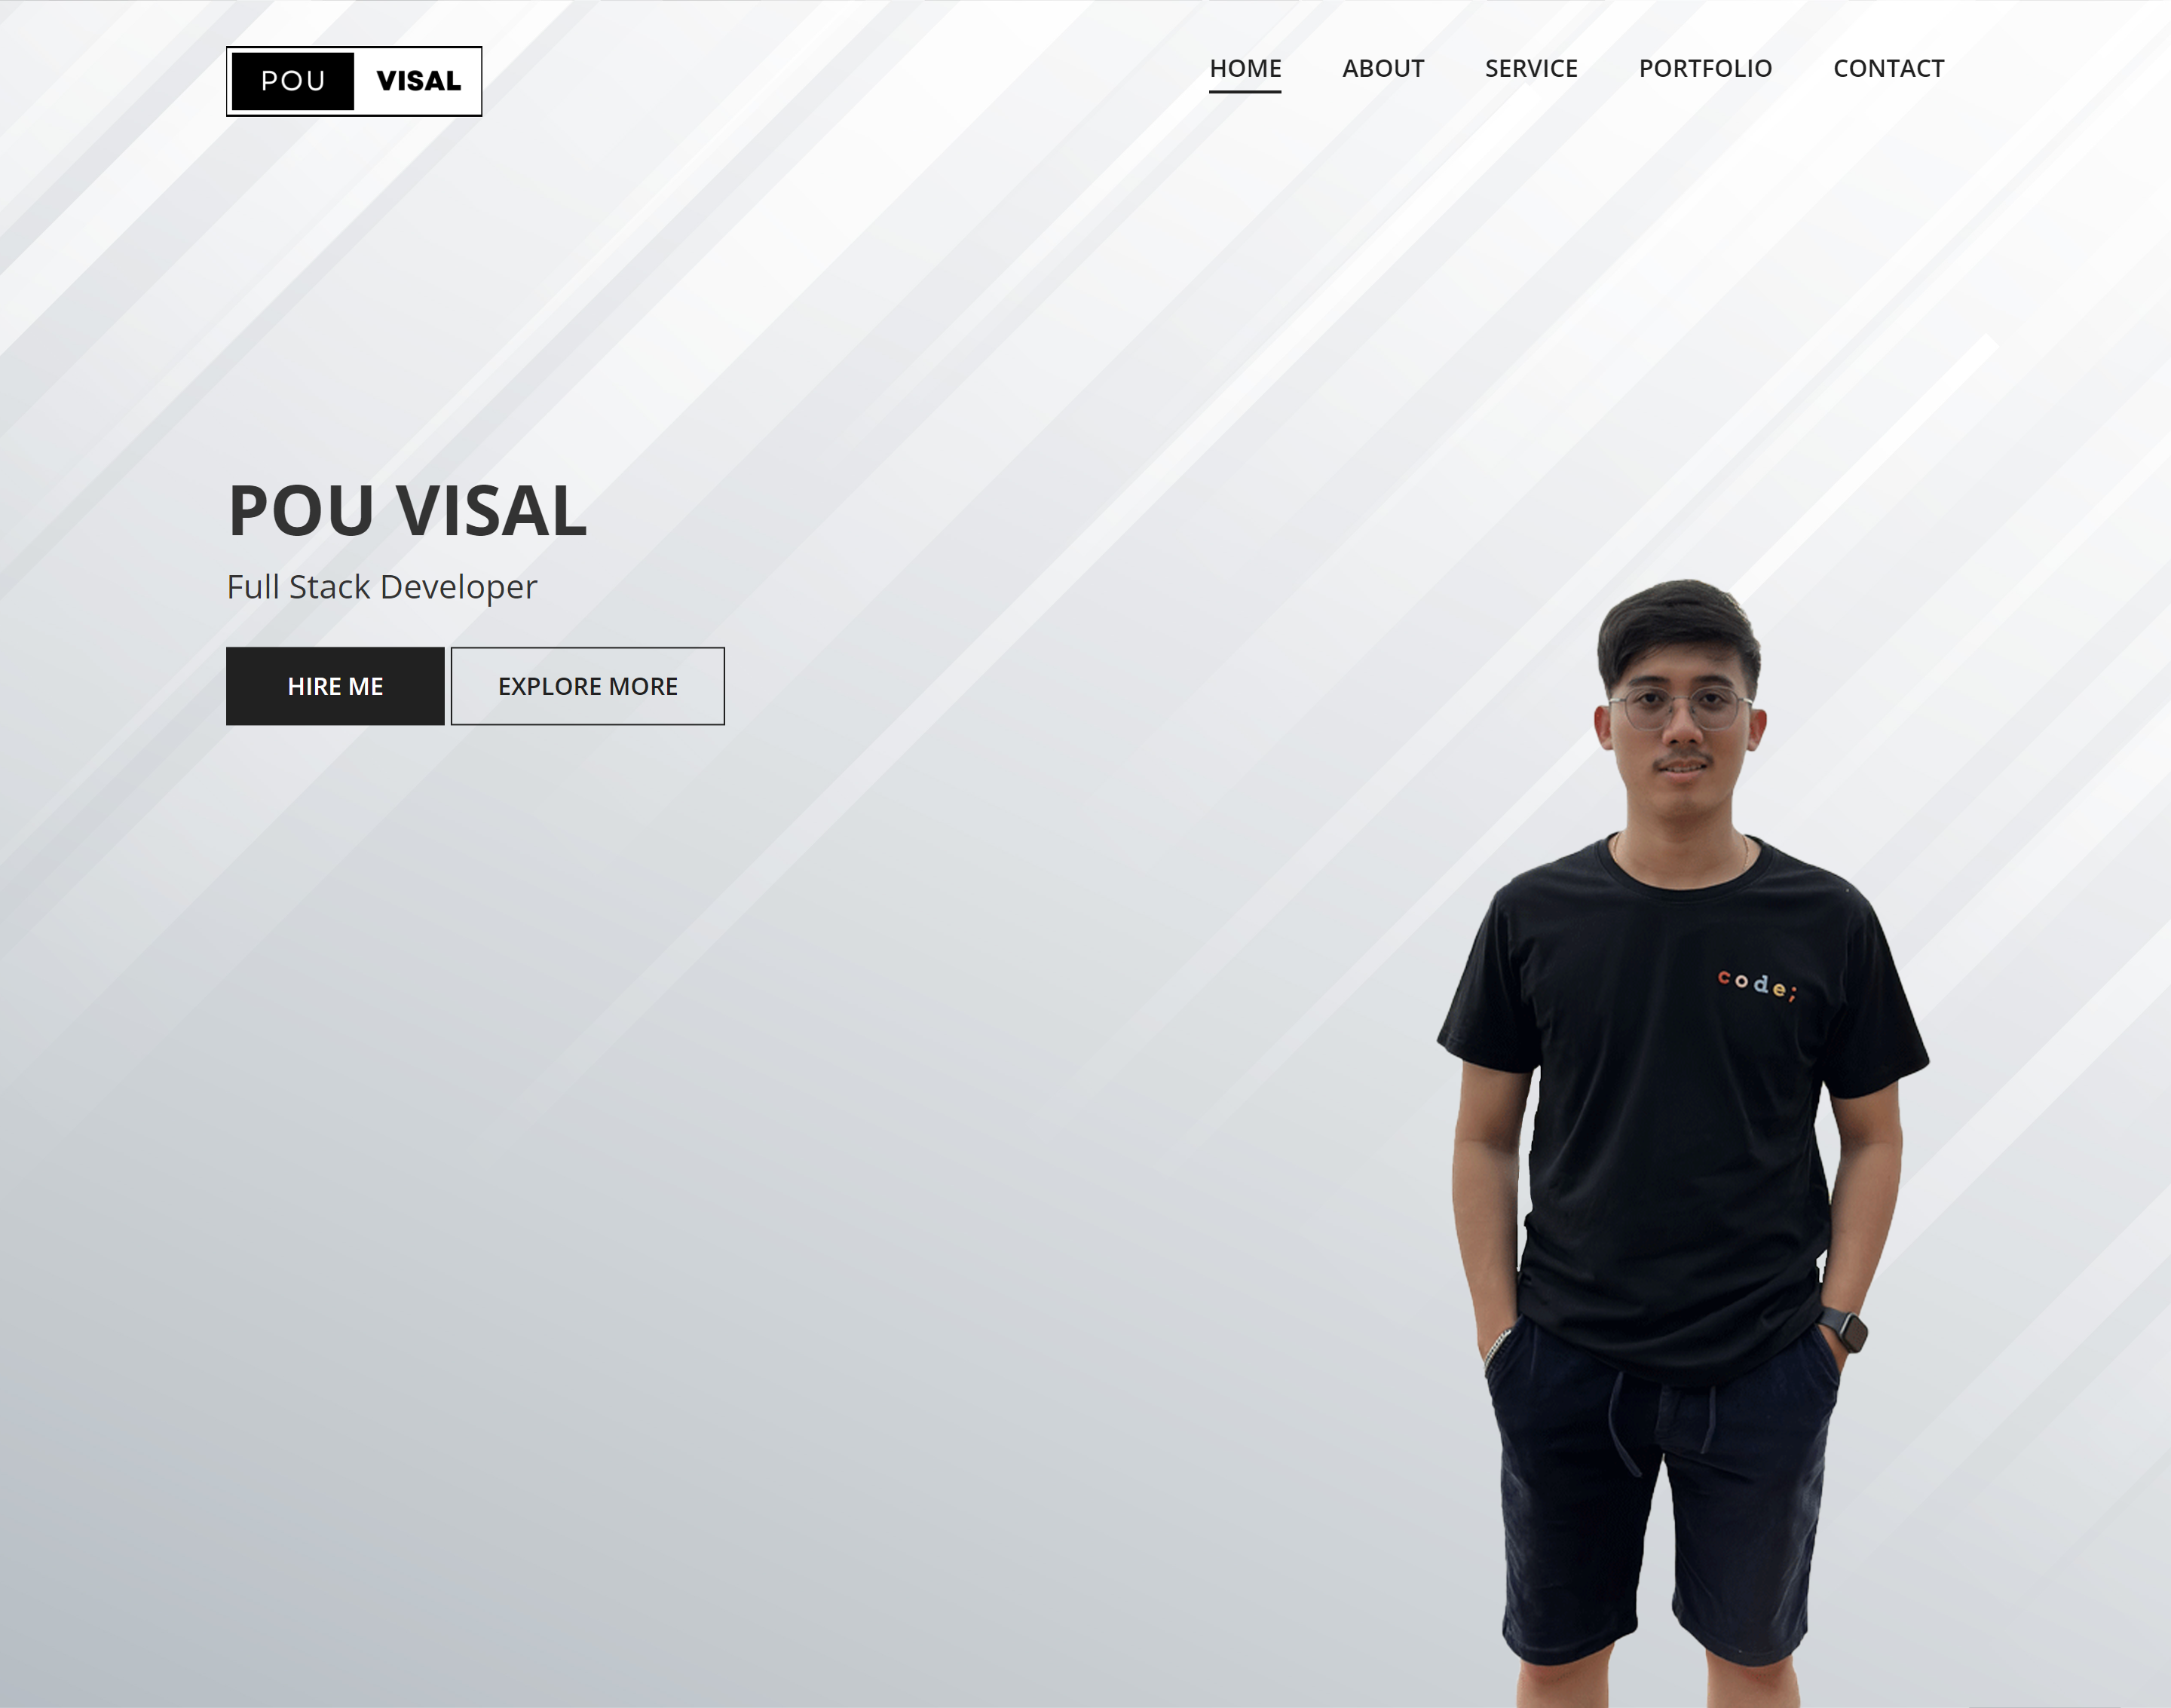 POU VISAL
HOME ABOUT SERVICE PORTFOLIO CONTACT
POU VISAL
Full Stack Developer
HIRE ME EXPLORE MORE
code;